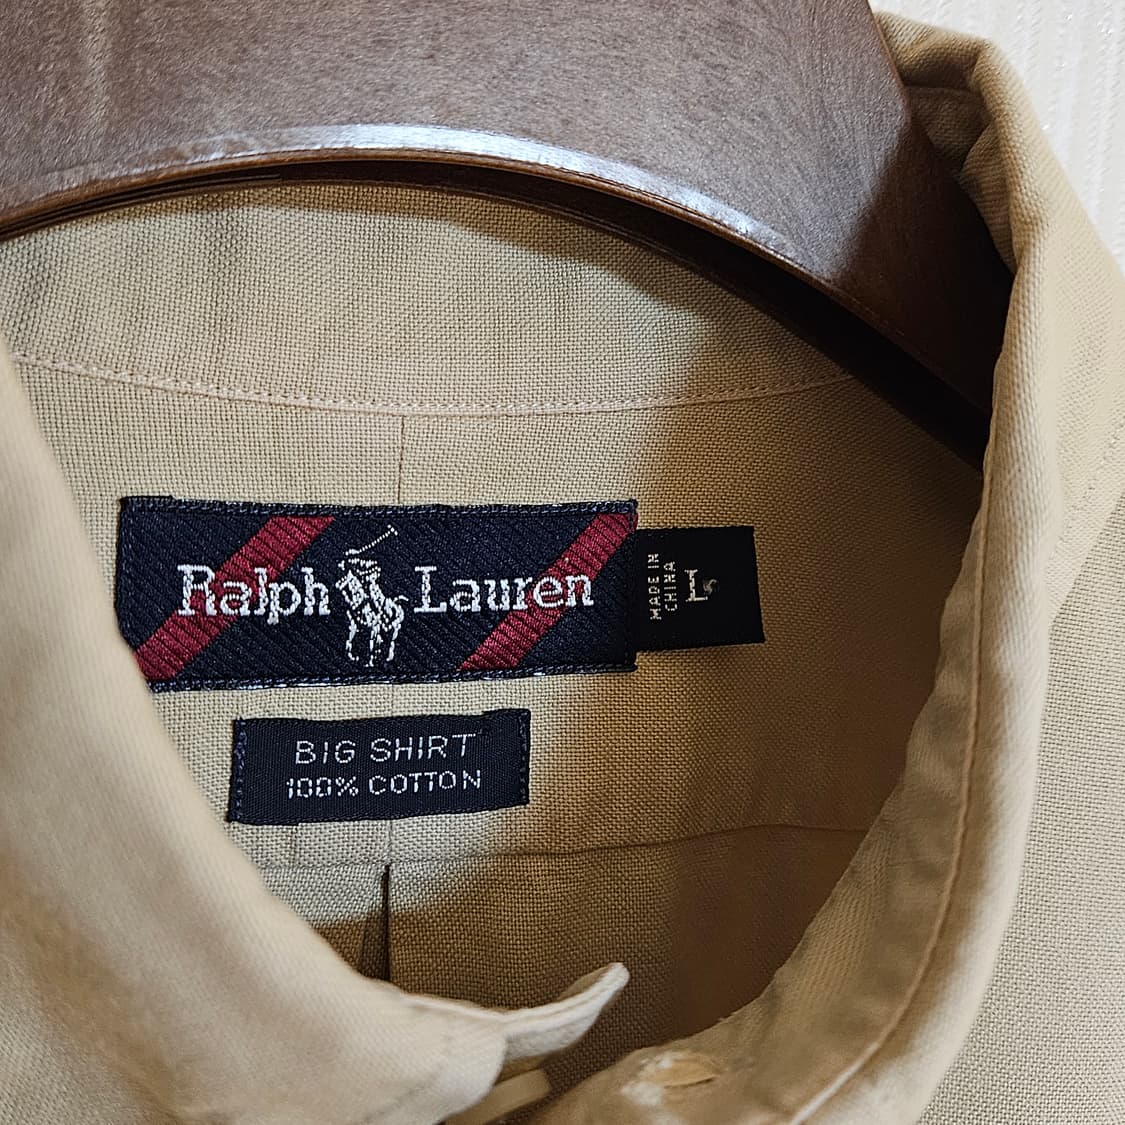 Ralph Lauren
MADE IN
CHINA
L
BIG SHIRT
100% COTTON